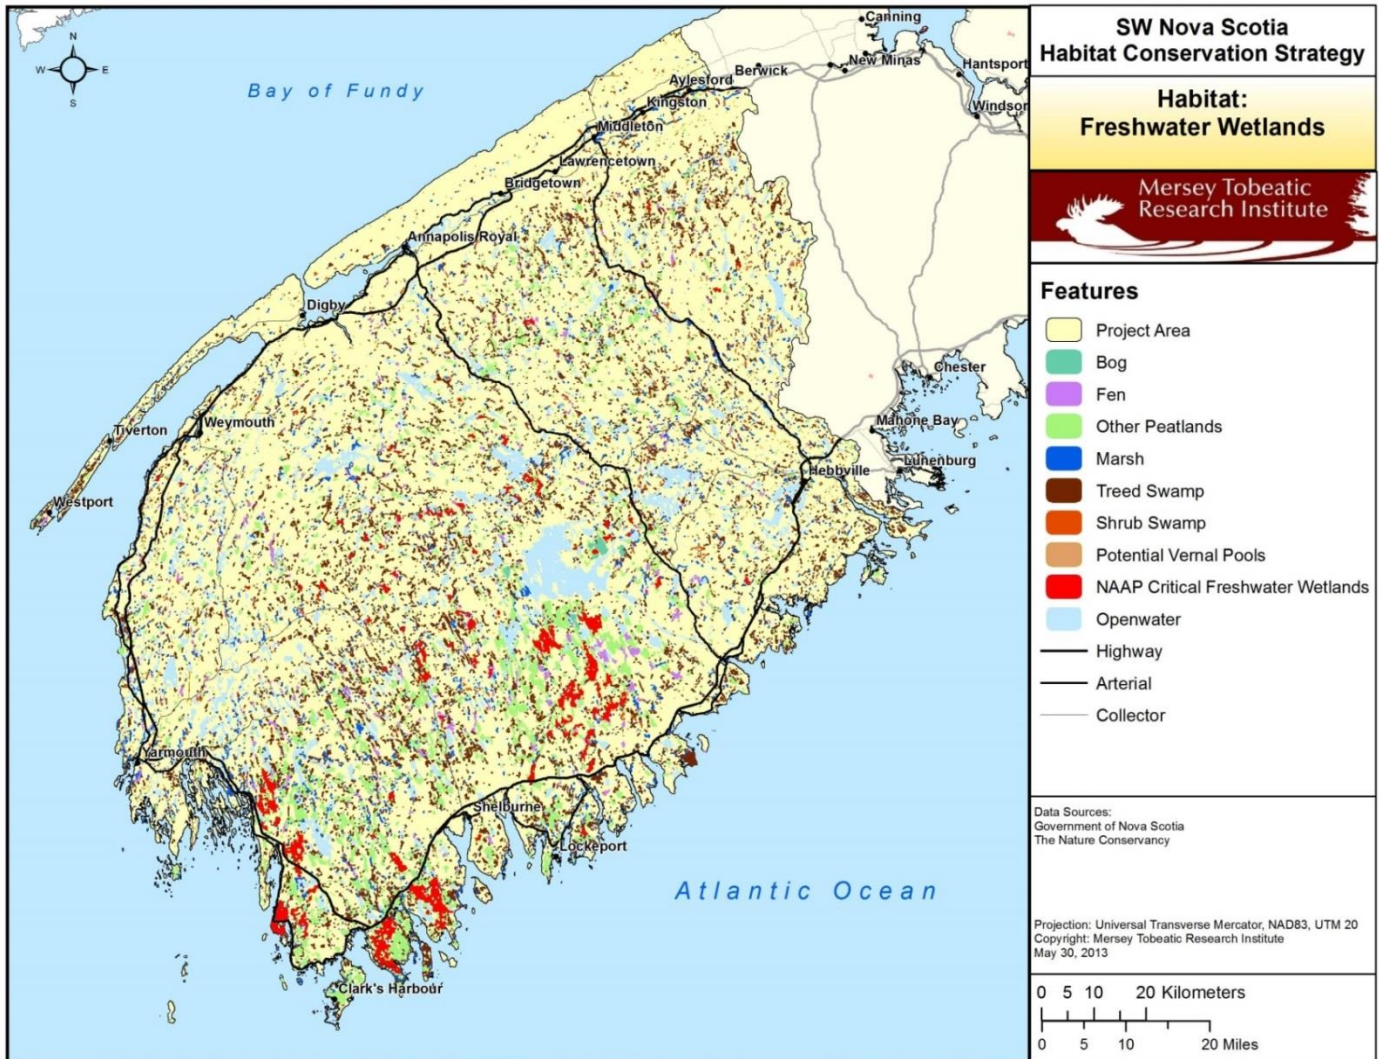 SW Nova Scotia
Habitat Conservation Strategy
Habitat:
Freshwater Wetlands
Mersey Tobeatic
Research Institute
Features
Project Area
Bog
Fen
Other Peatlands
Marsh
Treed Swamp
Shrub Swamp
Potential Vernal Pools
NAAP Critical Freshwater Wetlands
Openwater
Highway
Arterial
Collector
Data Sources:
Government of Nova Scotia
The Nature Conservancy
Projection: Universal Transverse Mercator, NAD83, UTM 20
Copyright: Mersey Tobeatic Research Institute
May 30, 2013
0 5 10 20 Kilometers
0 5 10 20 Miles
N
W E
S
Bay of Fundy
Canning
New Minas
Hantsport
Berwick
Aylesford
Windsor
Kingston
Middleton
Lawrencetown
Bridgetown
Annapolis Royal
Digby
Chester
Weymouth
Mahone Bay
Tiverton
Lunenburg
Hebbville
Westport
Yarmouth
Shelburne
Lockeport
Atlantic Ocean
Clark's Harbour